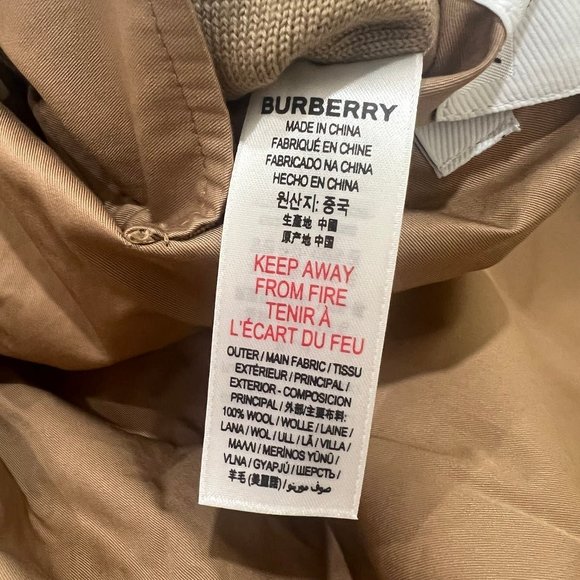 BURBERRY
MADE IN CHINA
FABRIQUÉ EN CHINE
FABRICADO NA CHINA
HECHO EN CHINA
원산지: 중국
生產地 中國
原产地 中国
KEEP AWAY
FROM FIRE
TENIR À
L'ÉCART DU FEU
OUTER / MAIN FABRIC / TISSU
EXTÉRIEUR / PRINCIPAL /
EXTERIOR - COMPOSICION
PRINCIPAL / 外部/主要布料:
100% WOOL / WOLLE / LAINE /
LANA / WOL / ULL / LÃ / VILLA /
ΜΑΛΛΙ / MERİNOS YÜNÜ /
VLNA / GYAPJÚ / ШЕРСТЬ /
羊毛 (美麗諾) / صوف مورينو